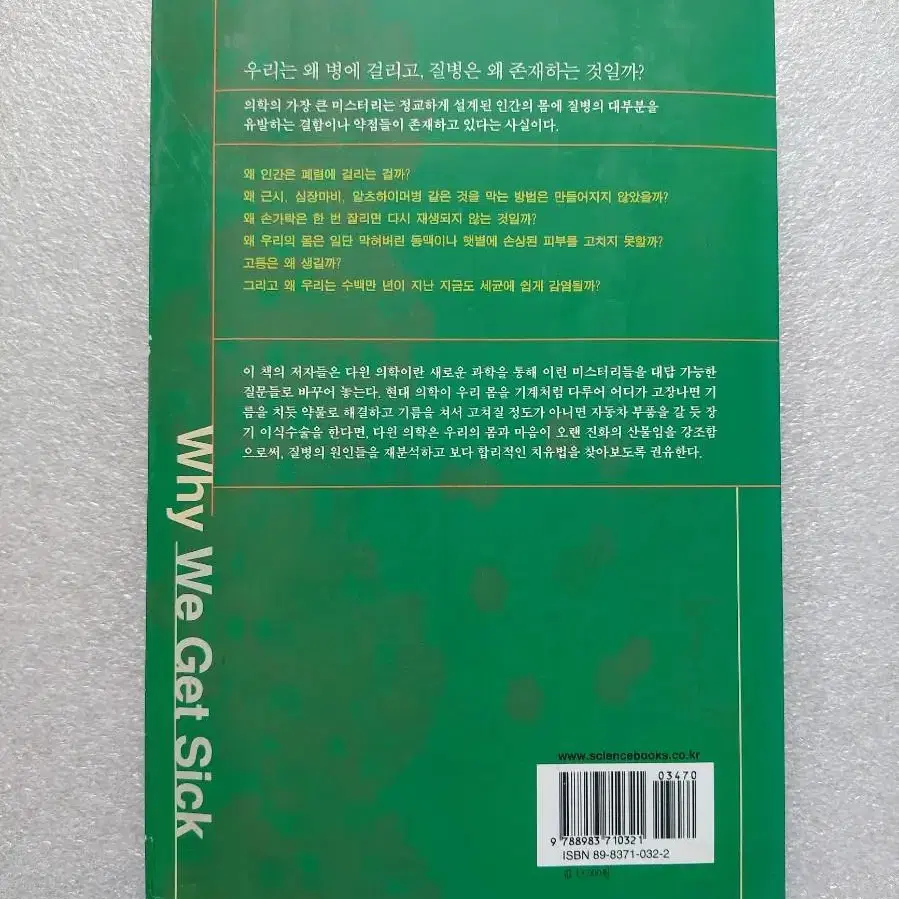 우리는 왜 병에 걸리고, 질병은 왜 존재하는 것일까?
의학의 가장 큰 미스터리는 정교하게 설계된 인간의 몸에 질병의 대부분을
유발하는 결함이나 약점들이 존재하고 있다는 사실이다.
왜 인간은 폐렴에 걸리는 걸까?
왜 근시, 심장마비, 알츠하이머병 같은 것을 막는 방법은 만들어지지 않았을까?
왜 손가락은 한 번 잘리면 다시 재생되지 않는 것일까?
왜 우리의 몸은 일단 막혀버린 동맥이나 햇볕에 손상된 피부를 고치지 못할까?
고통은 왜 생길까?
그리고 왜 우리는 수백만 년이 지난 지금도 세균에 쉽게 감염될까?
이 책의 저자들은 다윈 의학이란 새로운 과학을 통해 이런 미스터리들을 대답 가능한
질문들로 바꾸어 놓는다. 현대 의학이 우리 몸을 기계처럼 다루어 어디가 고장나면 기
름을 치듯 약물로 해결하고 기름을 쳐서 고쳐질 정도가 아니면 자동차 부품을 갈 듯 장
기 이식수술을 한다면, 다윈 의학은 우리의 몸과 마음이 오랜 진화의 산물임을 강조함
으로써, 질병의 원인들을 재분석하고 보다 합리적인 치유법을 찾아보도록 권유한다.
Why We Get Sick
www.sciencebooks.co.kr
03470
9 788983 710321
ISBN 89-8371-032-2